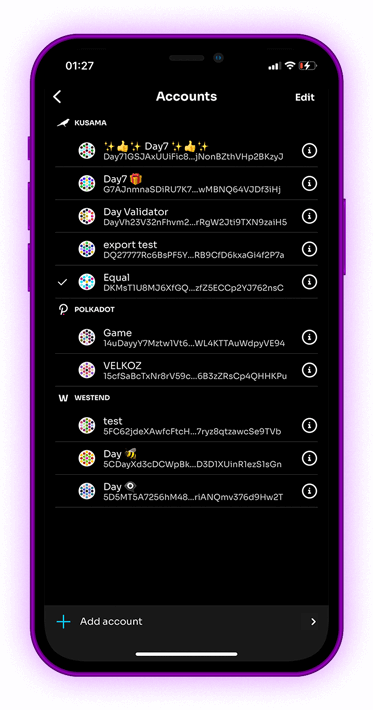 01:27
Accounts Edit
KUSAMA
✨👍✨ Day7 ✨👍✨
Day71GSJAxUUiFic8...jNonBZthVHp2BKzyJ
Day7 🎁
G7AJnmnaSDiRU7K7...wMBNQ64VJDf3iHj
Day Validator
DayVh23V32nFhvm2...rRgW2Jti9TXN9zaiH5
export test
DQ27777Rc6BsPF5Y...RB9CfD6kxaGi4f2P7a
Equal
DKMsT1U8MJ6XfGQ...zfZ5ECCp2YJ762nsC
POLKADOT
Game
14uDayyY7Mztw1Vt6...WL4KTTAuWdpyVE94
VELKOZ
15cfSaBcTxNr8rV59c...6B3zZRsCp4QHHKPu
WESTEND
test
5FC62jdeXAwfcFtcH...7ryz8qtzawcSe9TVb
Day 🐝
5CDayXd3cDCWpBk...D3D1XUinR1ezS1sGn
Day 👁️
5D5MT5A7256hM48...riANQmv376d9Hw2T
Add account